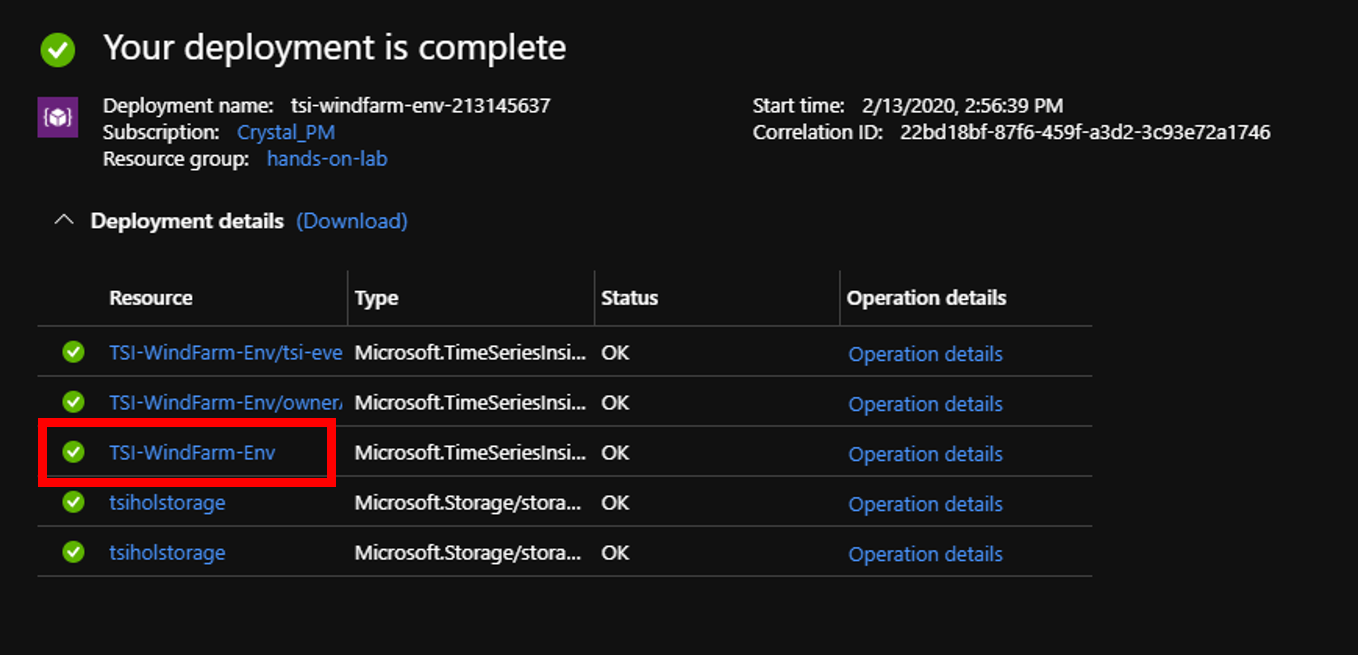 Your deployment is complete
Deployment name: tsi-windfarm-env-213145637
Subscription: Crystal_PM
Resource group: hands-on-lab
Start time: 2/13/2020, 2:56:39 PM
Correlation ID: 22bd18bf-87f6-459f-a3d2-3c93e72a1746
Deployment details (Download)
Resource Type Status Operation details
TSI-WindFarm-Env/tsi-eve Microsoft.TimeSeriesInsi... OK Operation details
TSI-WindFarm-Env/owner/ Microsoft.TimeSeriesInsi... OK Operation details
TSI-WindFarm-Env Microsoft.TimeSeriesInsi... OK Operation details
tsiholstorage Microsoft.Storage/stora... OK Operation details
tsiholstorage Microsoft.Storage/stora... OK Operation details